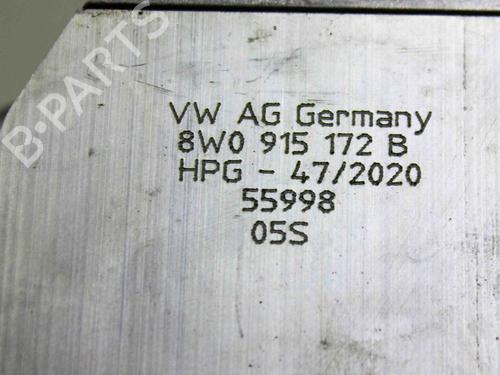 B-PARTS
VW AG Germany
8W0 915 172 B
HPG - 47/2020
55998
05S